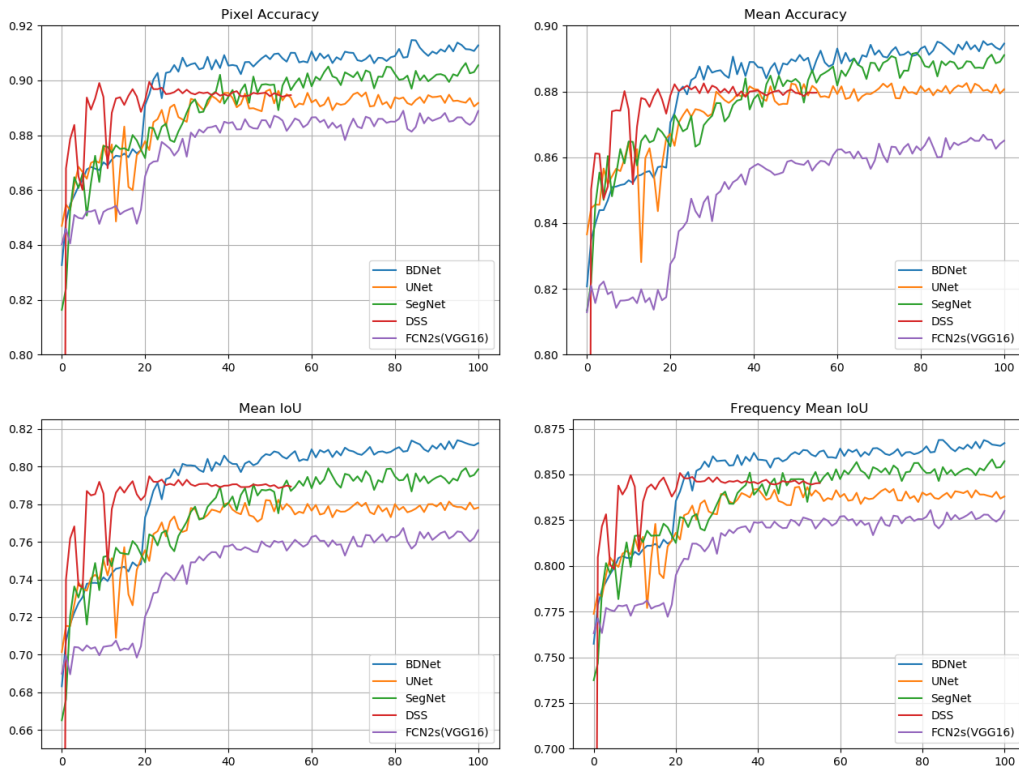 Pixel Accuracy
0.92
0.90
0.88
0.86
0.84
0.82
0.80
0 20 40 60 80 100
BDNet
UNet
SegNet
DSS
FCN2s(VGG16)
Mean Accuracy
0.90
0.88
0.86
0.84
0.82
0.80
0 20 40 60 80 100
BDNet
UNet
SegNet
DSS
FCN2s(VGG16)
Mean IoU
0.82
0.80
0.78
0.76
0.74
0.72
0.70
0.68
0.66
0 20 40 60 80 100
BDNet
UNet
SegNet
DSS
FCN2s(VGG16)
Frequency Mean IoU
0.875
0.850
0.825
0.800
0.775
0.750
0.725
0.700
0 20 40 60 80 100
BDNet
UNet
SegNet
DSS
FCN2s(VGG16)